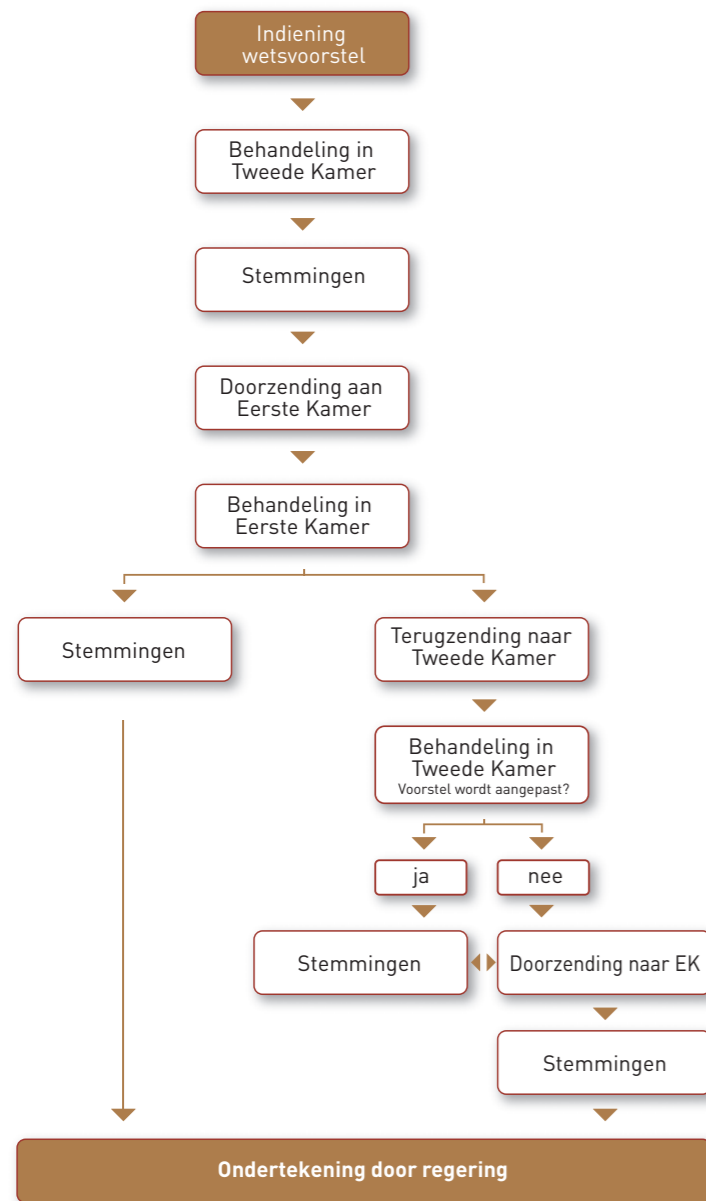 Indiening
wetsvoorstel
Behandeling in
Tweede Kamer
Stemmingen
Doorzending aan
Eerste Kamer
Behandeling in
Eerste Kamer
Stemmingen
Terugzending naar
Tweede Kamer
Behandeling in
Tweede Kamer
Voorstel wordt aangepast?
ja
nee
Stemmingen
Doorzending naar EK
Stemmingen
Ondertekening door regering